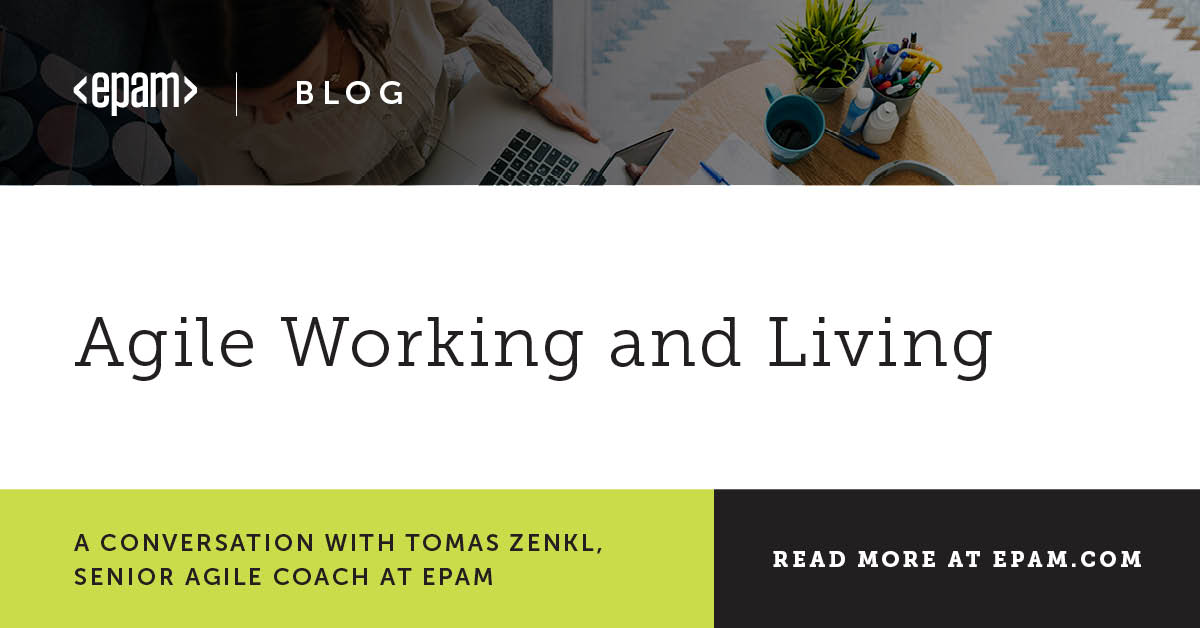 <epam> | BLOG
Agile Working and Living
A CONVERSATION WITH TOMAS ZENKL,
SENIOR AGILE COACH AT EPAM
READ MORE AT EPAM.COM